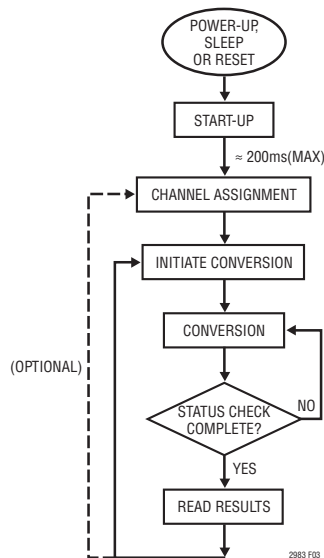 POWER-UP,
SLEEP
OR RESET
START-UP
≈ 200ms(MAX)
CHANNEL ASSIGNMENT
INITIATE CONVERSION
CONVERSION
(OPTIONAL)
STATUS CHECK
COMPLETE?
NO
YES
READ RESULTS
2983 F03